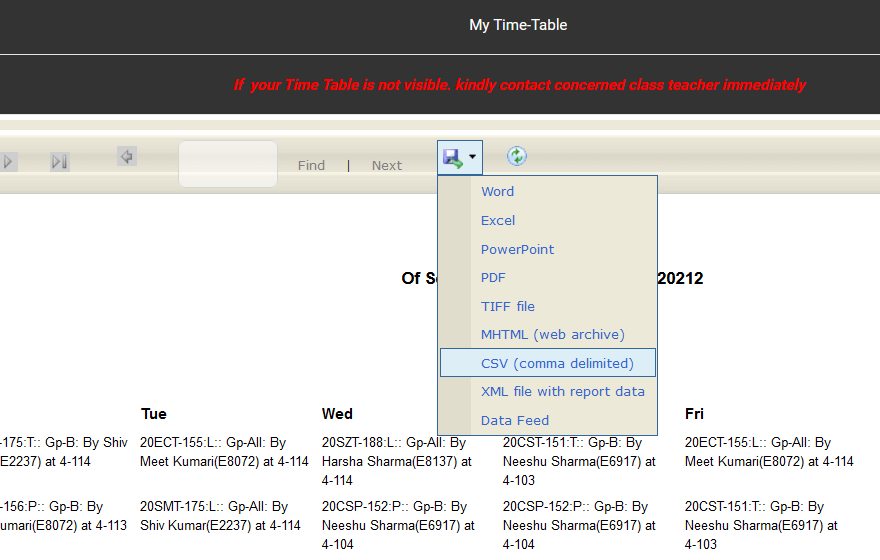 My Time-Table
If your Time Table is not visible. kindly contact concerned class teacher immediately
Find | Next
Word
Excel
PowerPoint
PDF
TIFF file
MHTML (web archive)
CSV (comma delimited)
XML file with report data
Data Feed
Of S 20212
Tue Wed Fri
-175:T:: Gp-B: By Shiv
E2237) at 4-114
20ECT-155:L:: Gp-All: By
Meet Kumari(E8072) at 4-114
20SZT-188:L:: Gp-All: By
Harsha Sharma(E8137) at
4-114
20CST-151:T:: Gp-B: By
Neeshu Sharma(E6917) at
4-103
20ECT-155:L:: Gp-All: By
Meet Kumari(E8072) at 4-114
-156:P:: Gp-B: By
umari(E8072) at 4-113
20SMT-175:L:: Gp-All: By
Shiv Kumar(E2237) at 4-114
20CSP-152:P:: Gp-B: By
Neeshu Sharma(E6917) at
4-104
20CSP-152:P:: Gp-B: By
Neeshu Sharma(E6917) at
4-104
20CST-151:T:: Gp-B: By
Neeshu Sharma(E6917) at
4-103